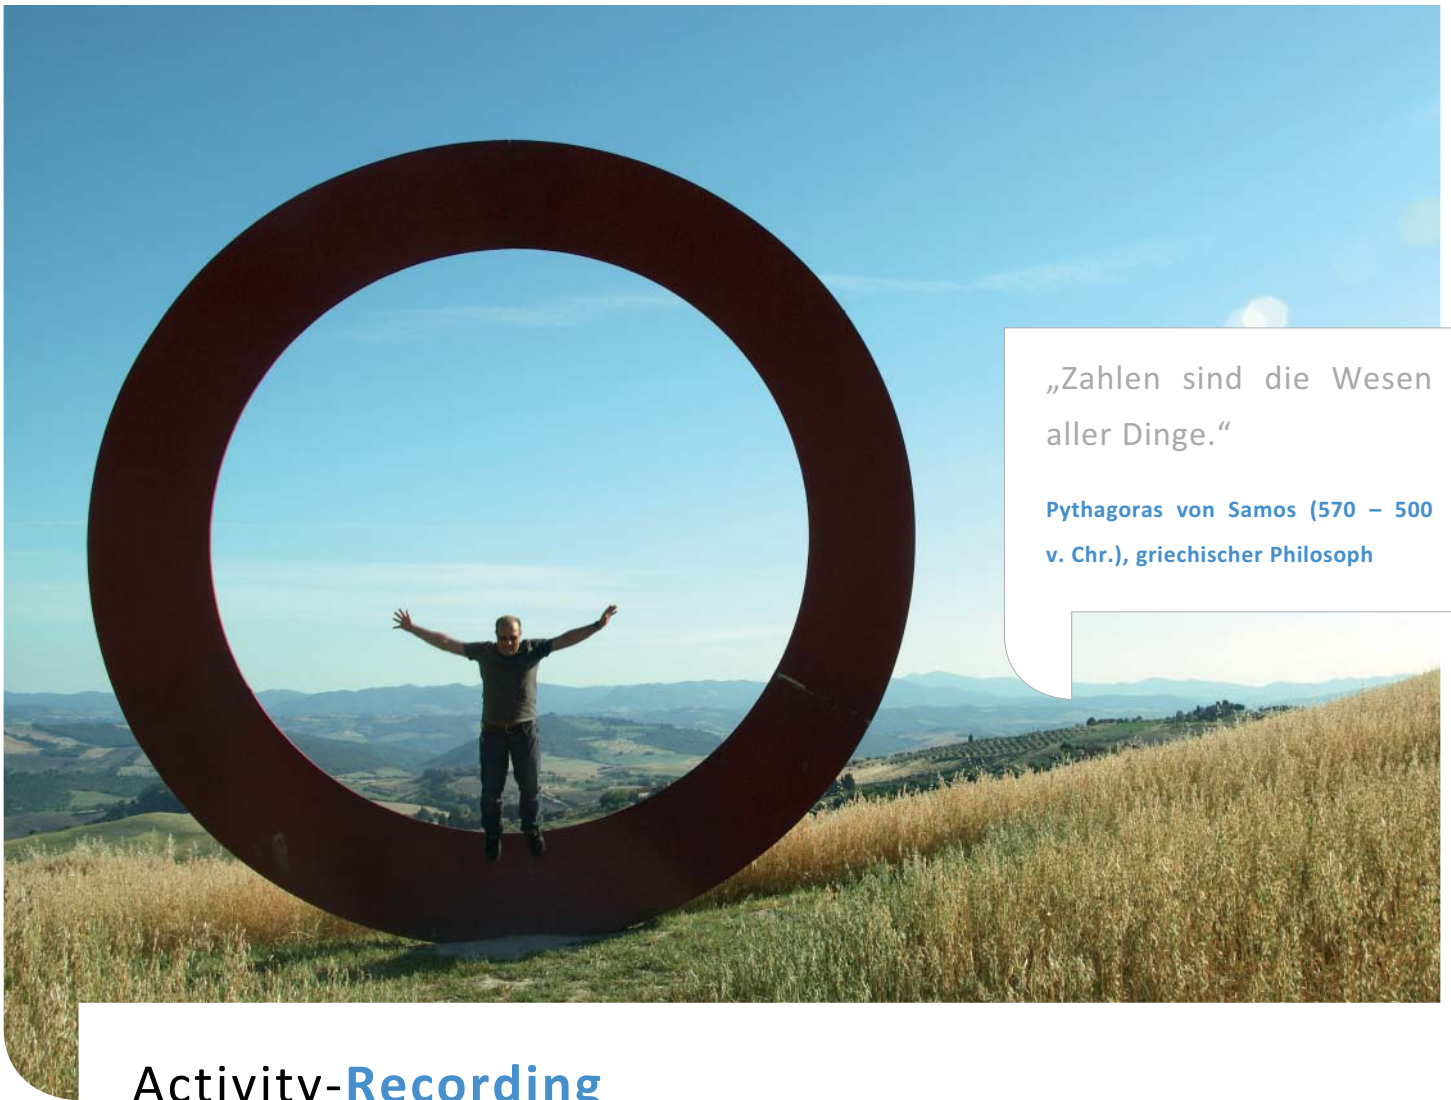 „Zahlen sind die Wesen
aller Dinge.“
Pythagoras von Samos (570 – 500
v. Chr.), griechischer Philosoph
Activity-Recording